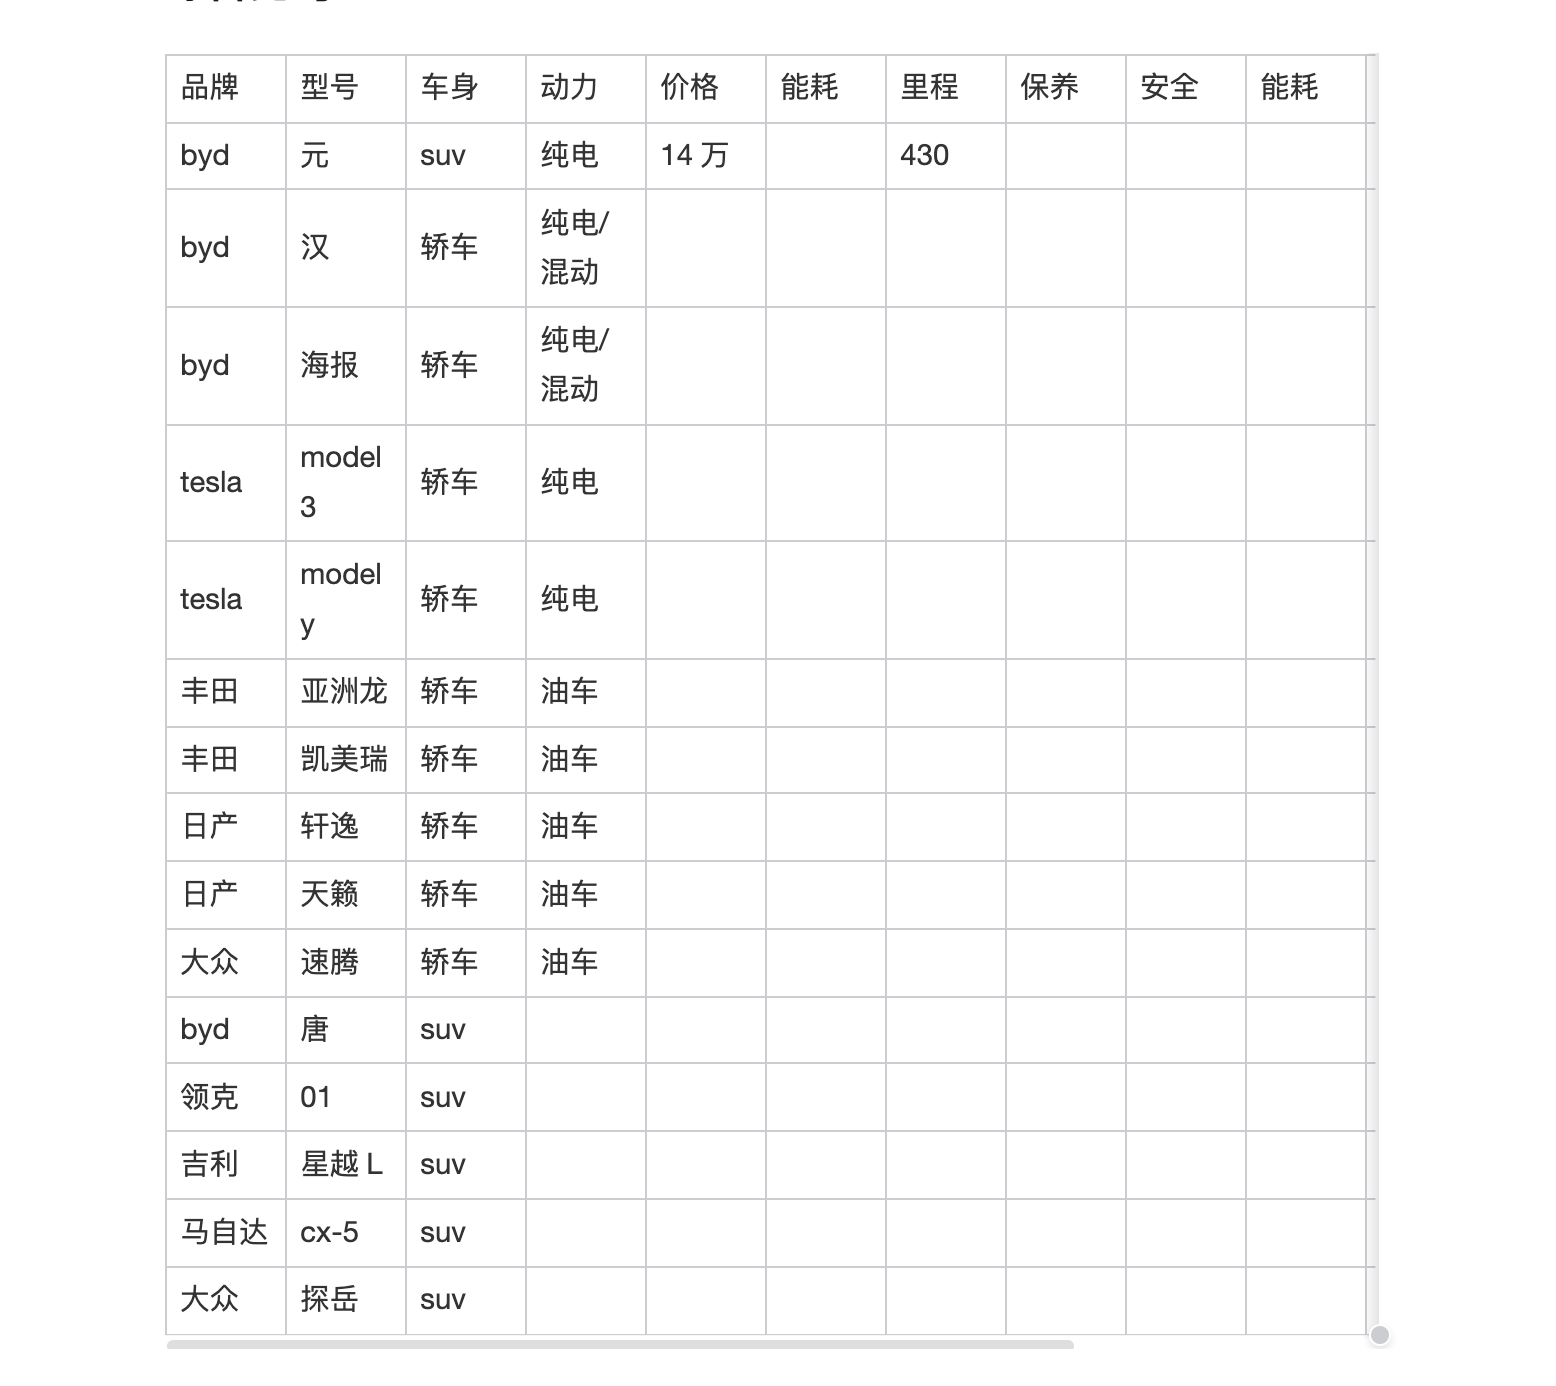 品牌 型号 车身 动力 价格 能耗 里程 保养 安全 能耗
byd 元 suv 纯电 14 万 430
byd 汉 轿车 纯电/
混动
byd 海报 轿车 纯电/
混动
tesla model
3 轿车 纯电
tesla model
y 轿车 纯电
丰田 亚洲龙 轿车 油车
丰田 凯美瑞 轿车 油车
日产 轩逸 轿车 油车
日产 天籁 轿车 油车
大众 速腾 轿车 油车
byd 唐 suv
领克 01 suv
吉利 星越 L suv
马自达 cx-5 suv
大众 探岳 suv